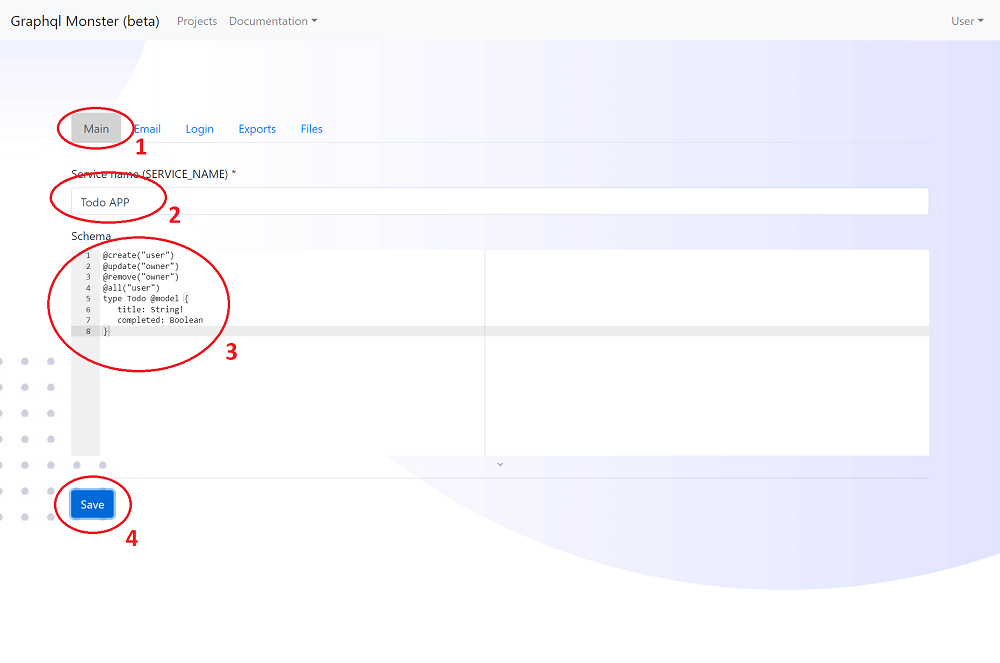 Graphql Monster (beta) Projects Documentation User
Main Email Login Exports Files
1
Service name (SERVICE_NAME) *
Todo APP
2
Schema
1 @create("user")
2 @update("owner")
3 @remove("owner")
4 @all("user")
5 type Todo @model {
6 title: String!
7 completed: Boolean
8 }
3
Save
4